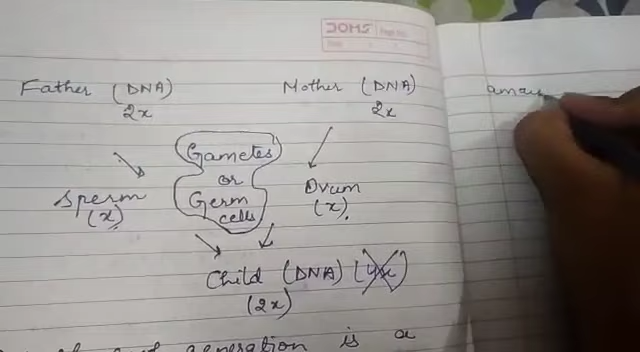 DOMS
Father (DNA)
2x
Mother (DNA)
2x
amou
Gametes
or
Germ
cells
Sperm
(x)
Ovum
(x)
Child (DNA) (4x)
(2x)
generation is a